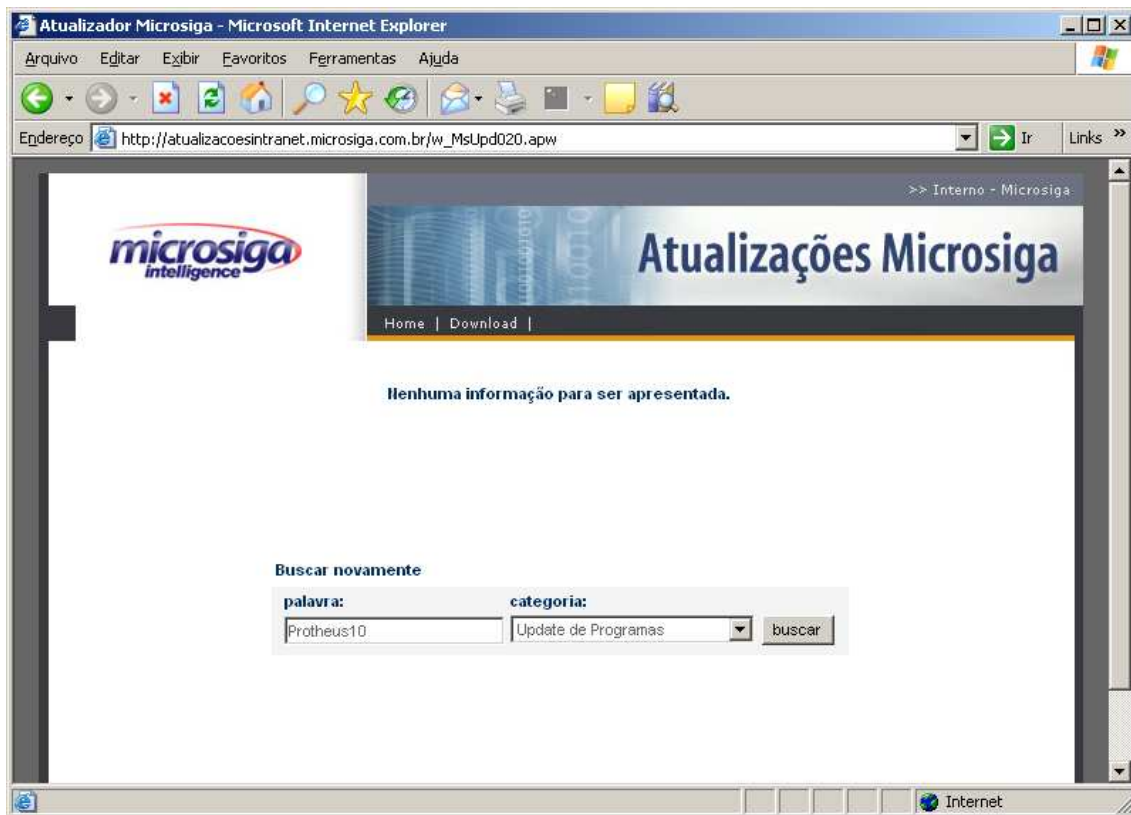 Atualizador Microsiga - Microsoft Internet Explorer
Arquivo Editar Exibir Favoritos Ferramentas Ajuda
Endereço http://atualizacoesintranet.microsiga.com.br/w_MsUpd020.apw Ir Links »
>> Interno - Microsiga
microsiga
intelligence
Atualizações Microsiga
Home | Download |
Nenhuma informação para ser apresentada.
Buscar novamente
palavra: categoria:
Protheus10 Update de Programas buscar
Internet